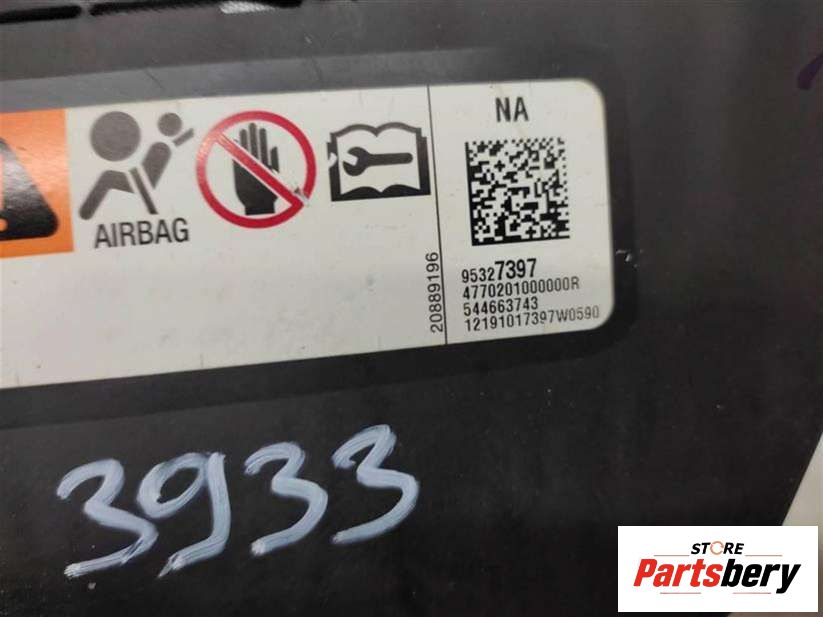 NA
AIRBAG
20889196
95327397
4770201000000R
544663743
12191017397W0590
3933
STORE
Partsbery